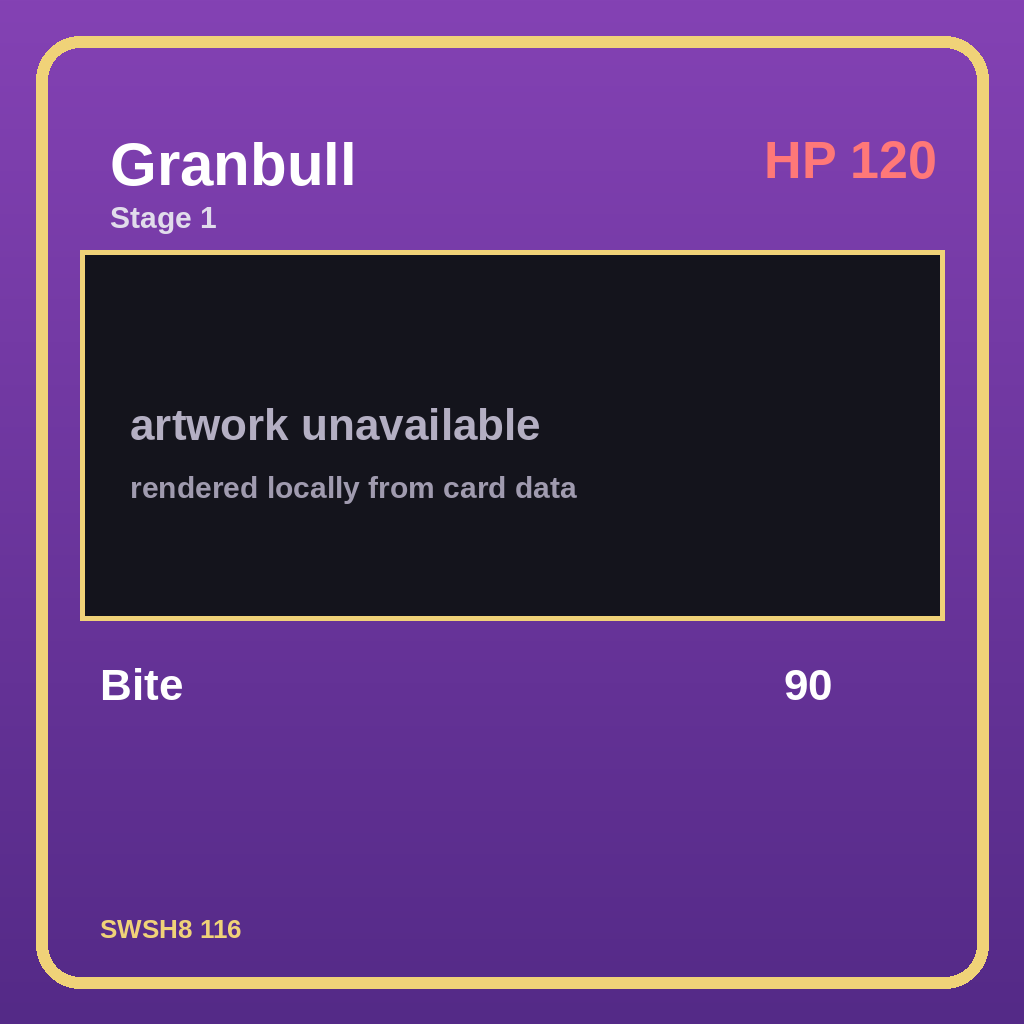 Granbull
HP 120
Stage 1
artwork unavailable
rendered locally from card data
Bite
90
SWSH8 116